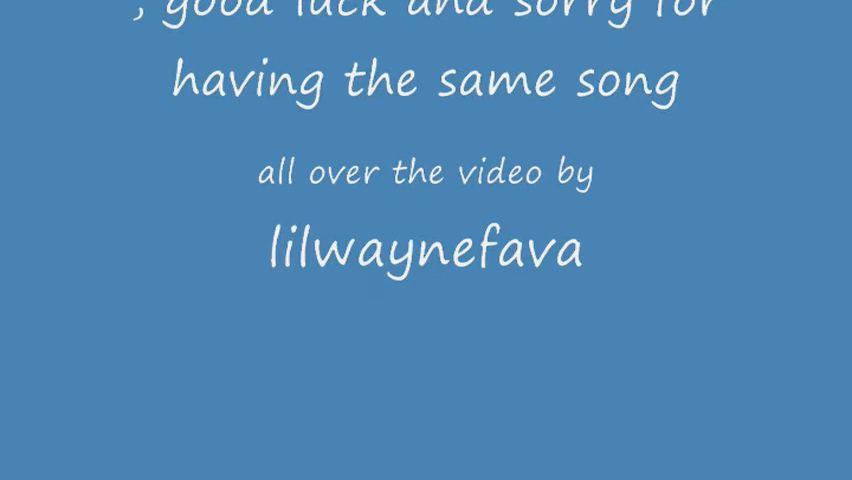 , good luck and sorry for
having the same song
all over the video by
lilwaynefava